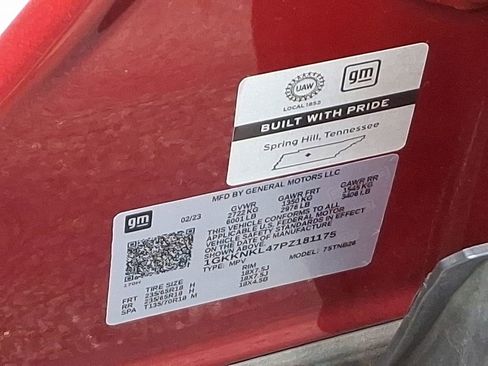 UAW
gm
LOCAL 1853
BUILT WITH PRIDE
Spring Hill, Tennessee
MFD BY GENERAL MOTORS LLC
gm
02/23
GVWR GAWR FRT GAWR RR
2722 KG 1350 KG 1545 KG
6001 LB 2976 LB 3406 LB
THIS VEHICLE CONFORMS TO ALL
APPLICABLE U.S. FEDERAL MOTOR
VEHICLE SAFETY STANDARDS IN EFFECT
ON THE DATE OF MANUFACTURE
SHOWN ABOVE.
1GKKNKL47PZ181175
TYPE: MPV MODEL:
TIRE SIZE RIM
FRT 235/65R18 H 18X7.5J
RR 235/65R18 H 18X7.5J
SPA T135/70R18 M 18X4.5B